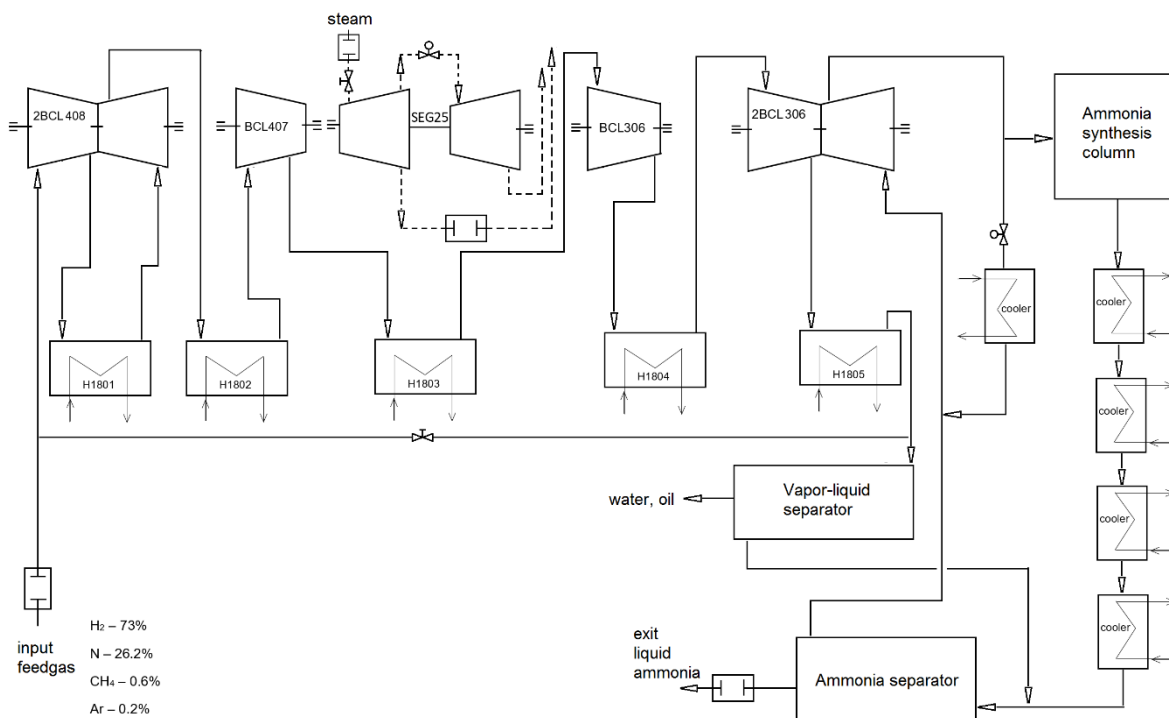 steam
2BCL408
BCL407
SEG25
BCL306
2BCL306
Ammonia
synthesis
column
H1801
H1802
H1803
H1804
H1805
cooler
cooler
cooler
cooler
cooler
Vapor-liquid
separator
water, oil
input
feedgas
H2 – 73%
N – 26.2%
CH4 – 0.6%
Ar – 0.2%
exit
liquid
ammonia
Ammonia separator